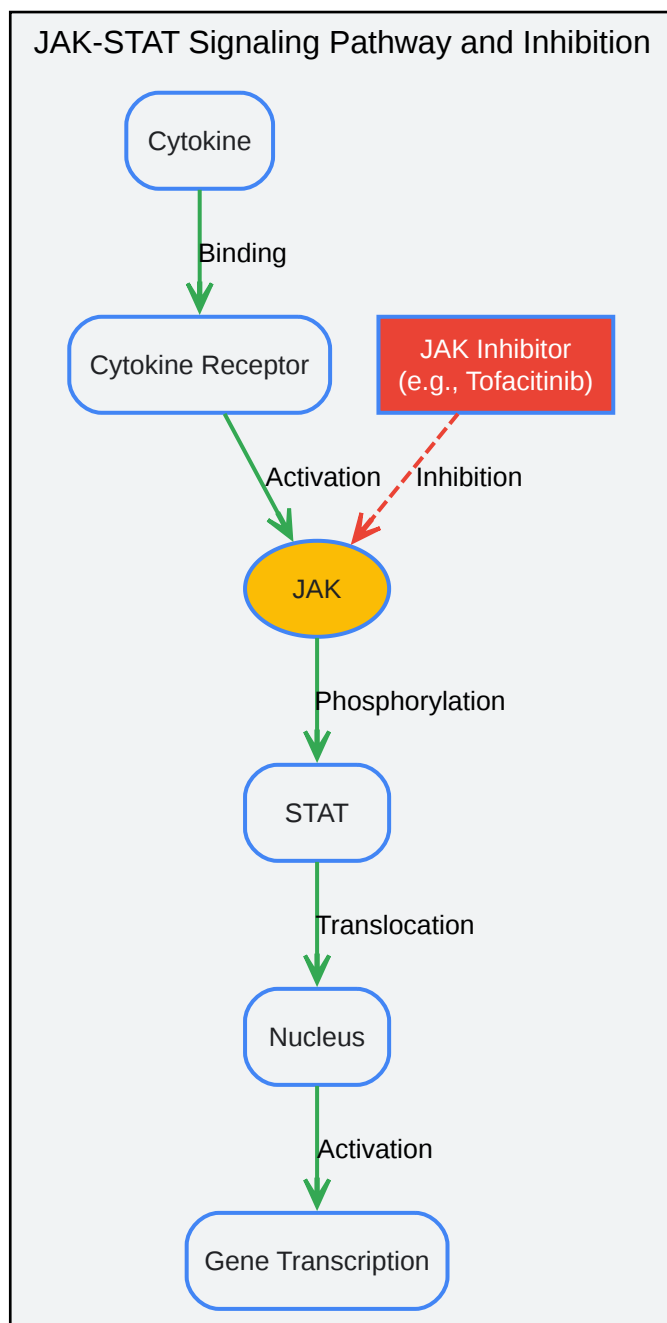 JAK-STAT Signaling Pathway and Inhibition
Cytokine
Binding
Cytokine Receptor
JAK Inhibitor
(e.g., Tofacitinib)
Activation
Inhibition
JAK
Phosphorylation
STAT
Translocation
Nucleus
Activation
Gene Transcription